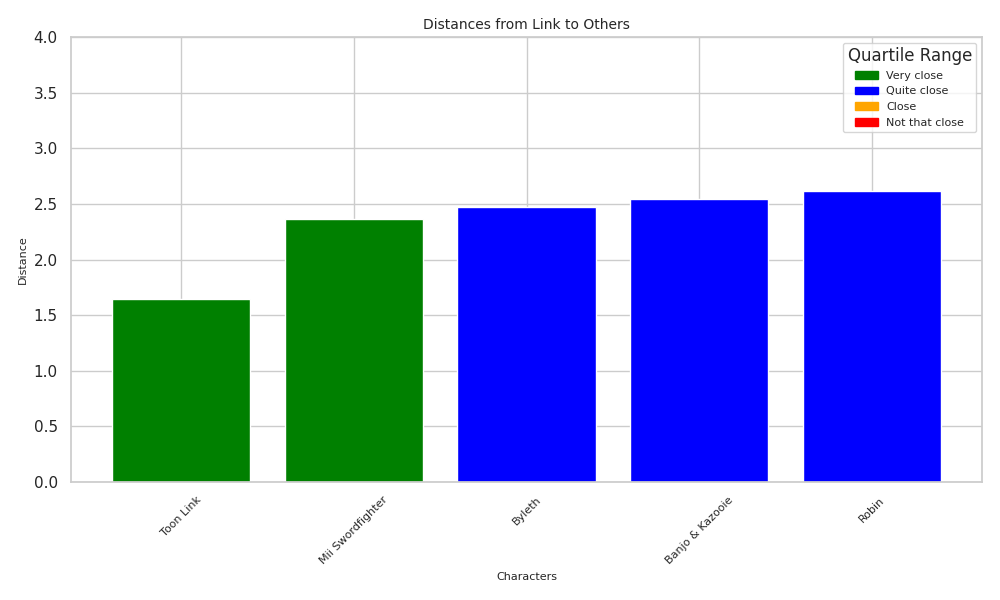 Distances from Link to Others
4.0
3.5
3.0
2.5
2.0
1.5
1.0
0.5
0.0
Distance
Quartile Range
Very close
Quite close
Close
Not that close
Toon Link
Mii Swordfighter
Byleth
Banjo & Kazooie
Robin
Characters